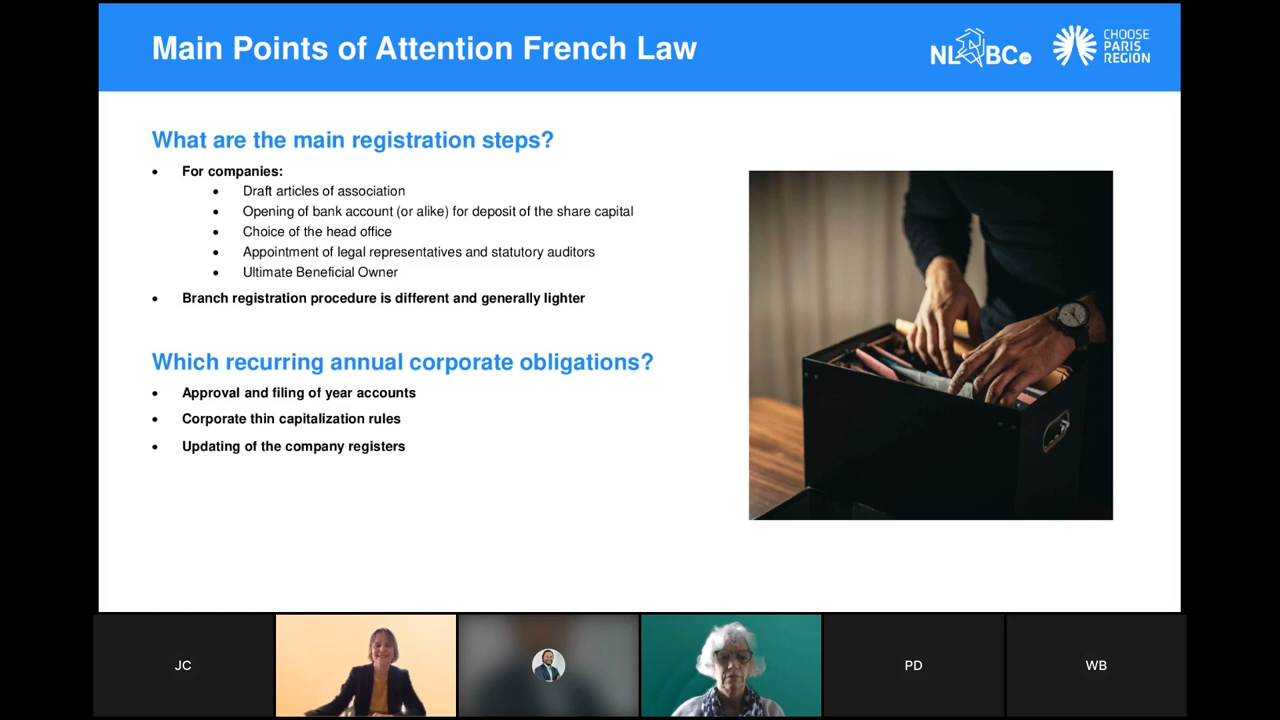 Main Points of Attention French Law
NL BC
CHOOSE
PARIS
REGION
What are the main registration steps?
• For companies:
• Draft articles of association
• Opening of bank account (or alike) for deposit of the share capital
• Choice of the head office
• Appointment of legal representatives and statutory auditors
• Ultimate Beneficial Owner
• Branch registration procedure is different and generally lighter
Which recurring annual corporate obligations?
• Approval and filing of year accounts
• Corporate thin capitalization rules
• Updating of the company registers
JC
PD
WB